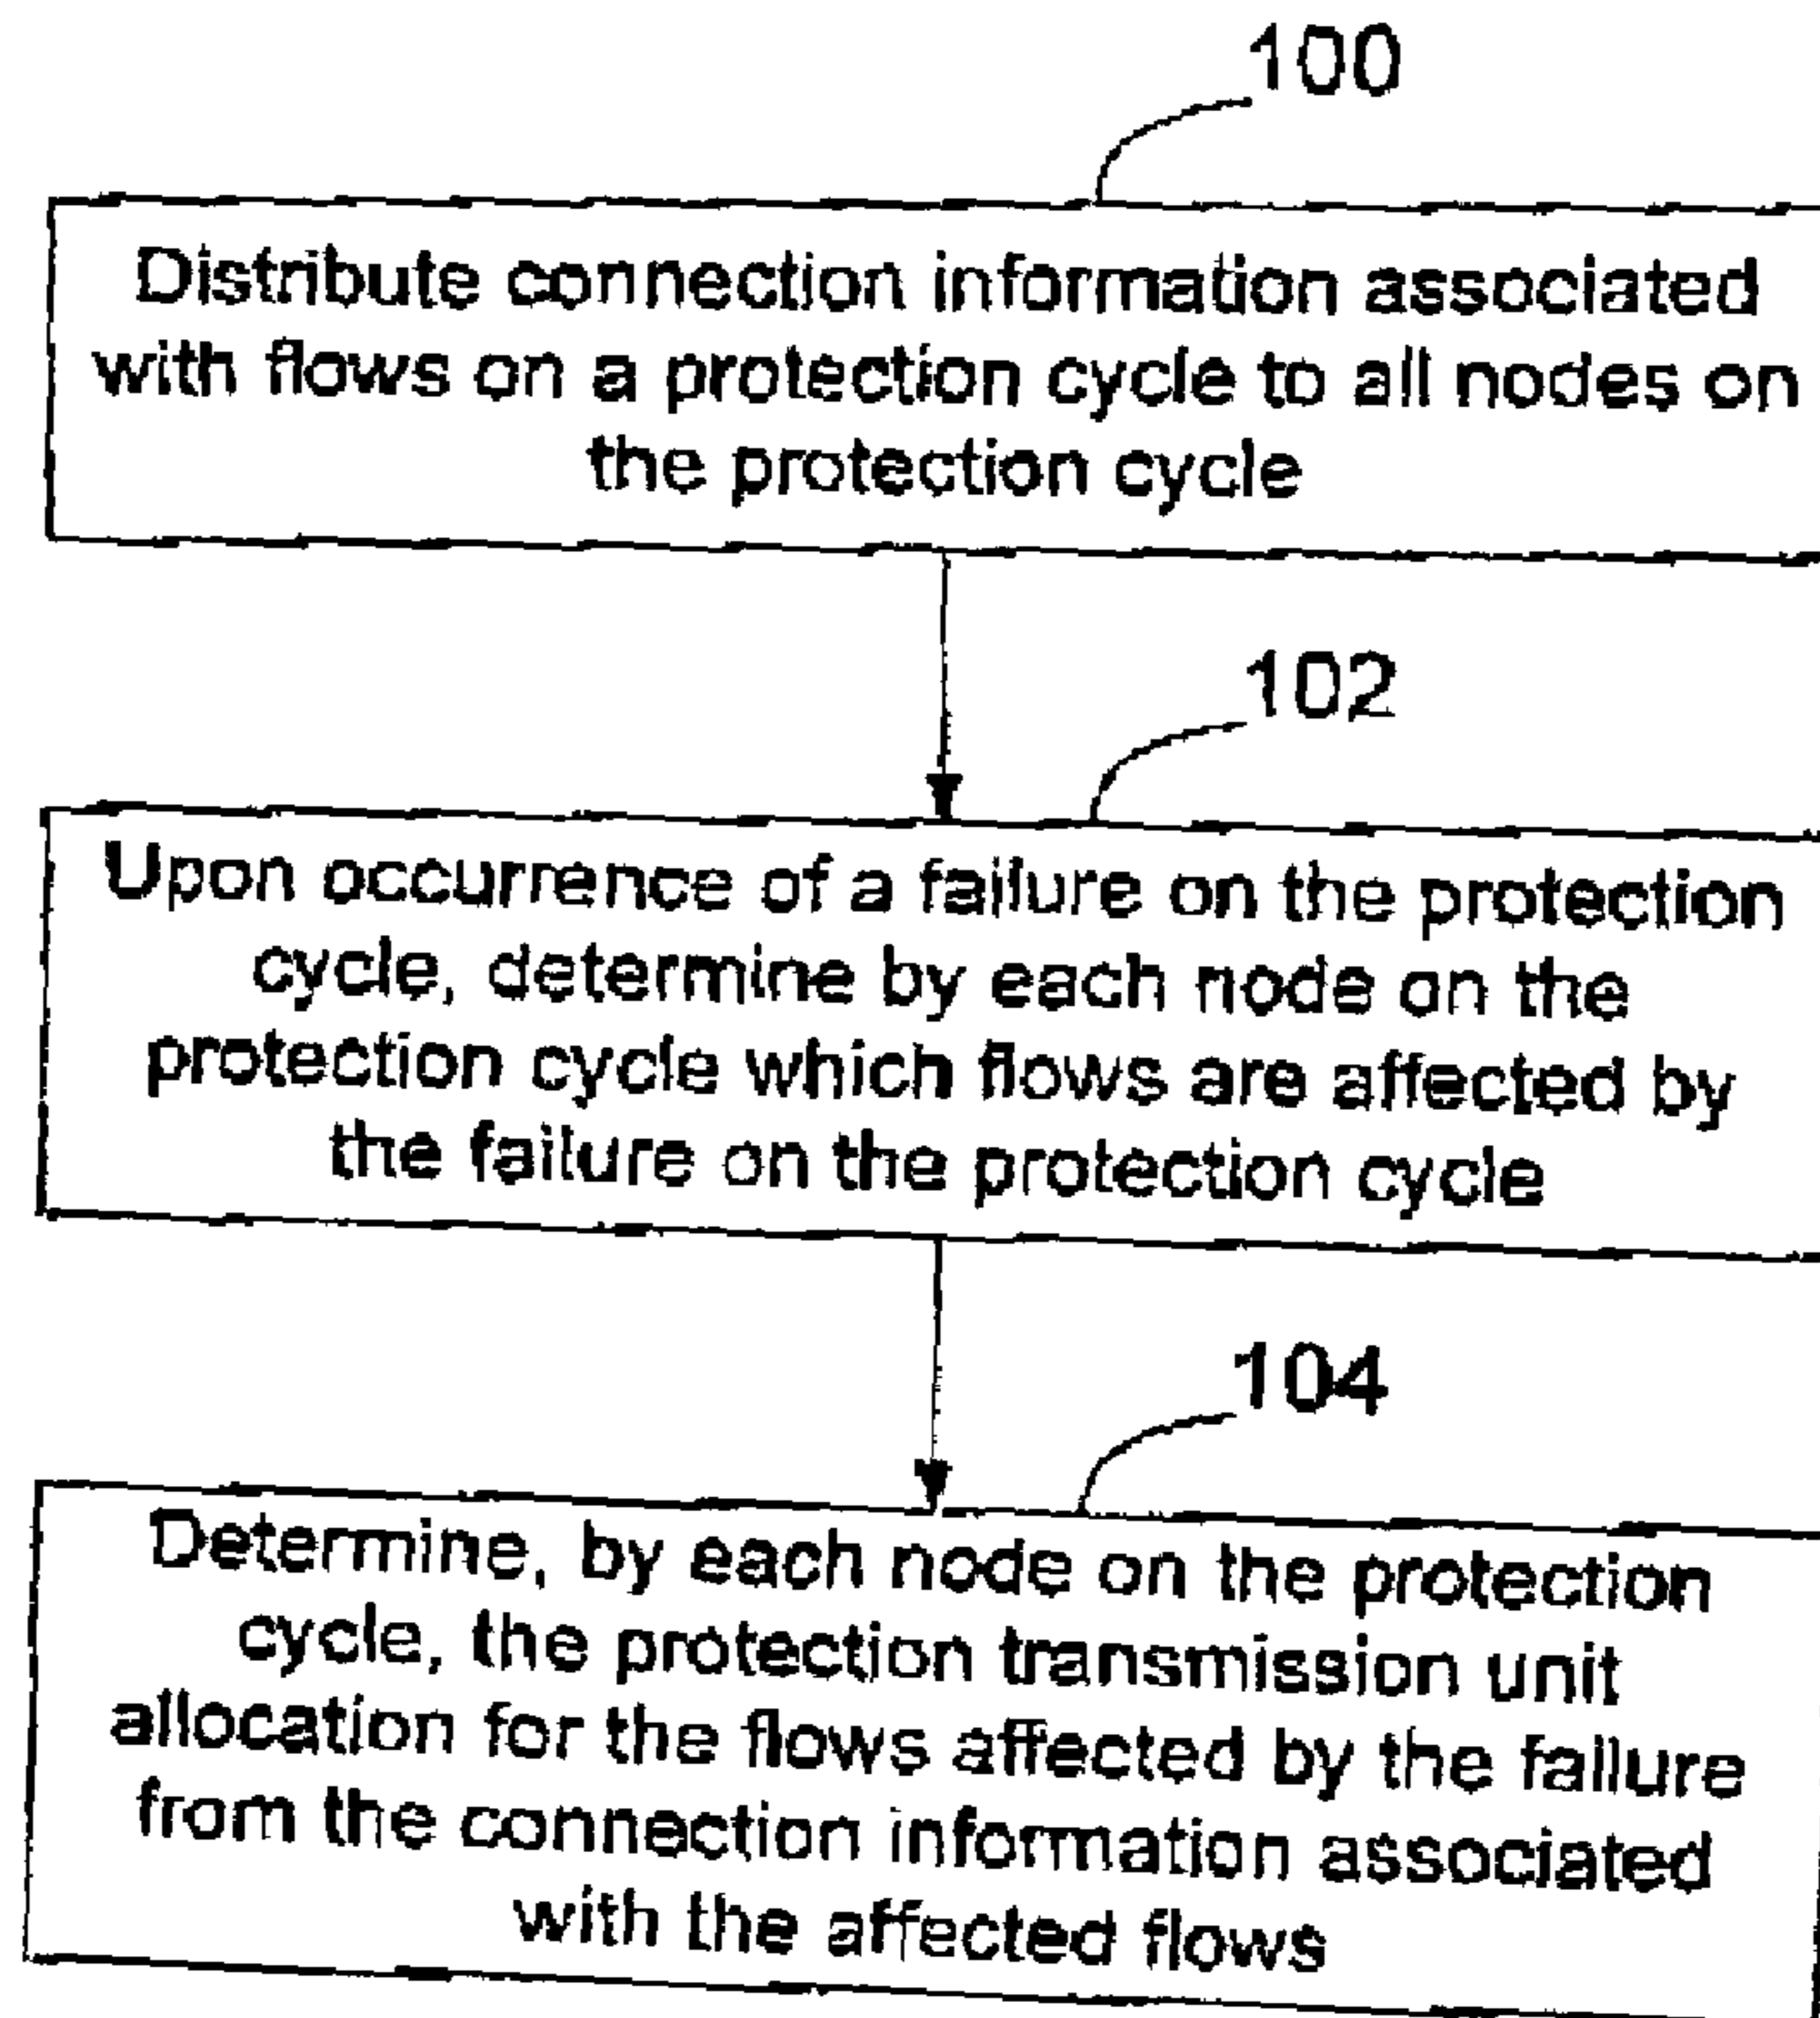 100
Distribute connection information associated
with flows on a protection cycle to all nodes on
the protection cycle
102
Upon occurrence of a failure on the protection
cycle, determine by each node on the
protection cycle which flows are affected by
the failure on the protection cycle
104
Determine, by each node on the protection
cycle, the protection transmission unit
allocation for the flows affected by the failure
from the connection information associated
with the affected flows